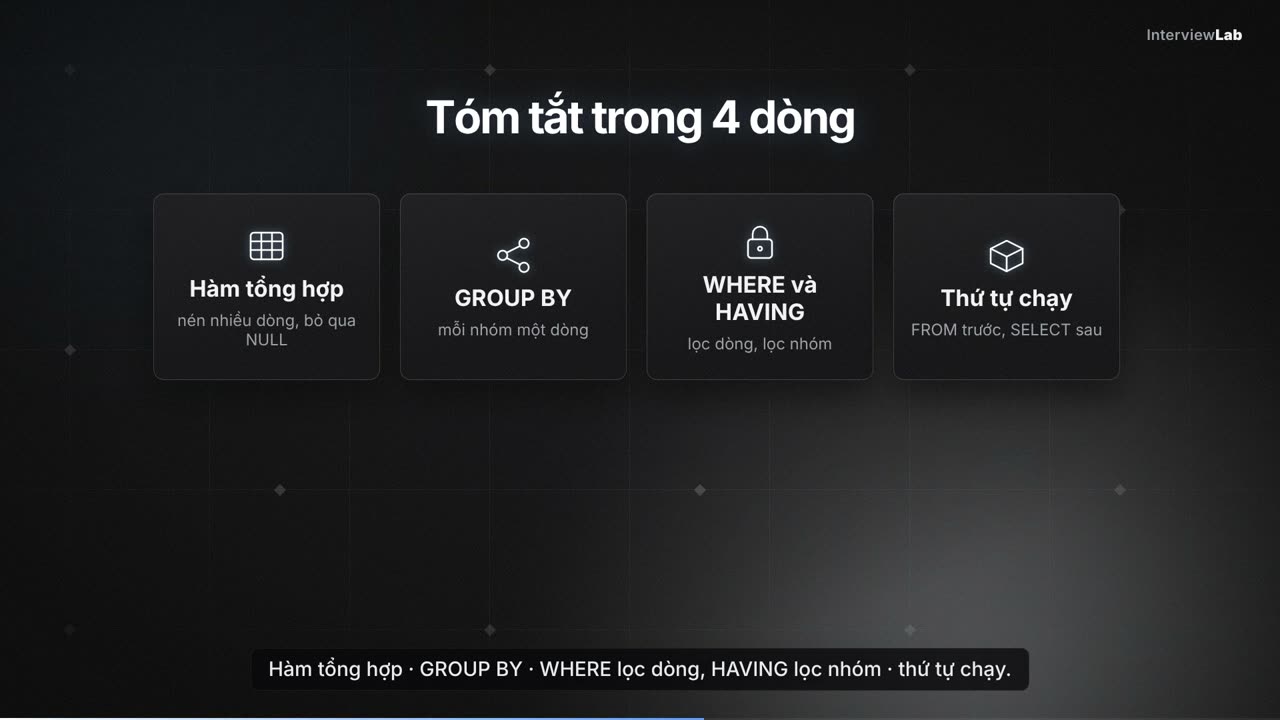 InterviewLab
Tóm tắt trong 4 dòng
Hàm tổng hợp
nén nhiều dòng, bỏ qua
NULL
GROUP BY
mỗi nhóm một dòng
WHERE và
HAVING
lọc dòng, lọc nhóm
Thứ tự chạy
FROM trước, SELECT sau
Hàm tổng hợp · GROUP BY · WHERE lọc dòng, HAVING lọc nhóm · thứ tự chạy.